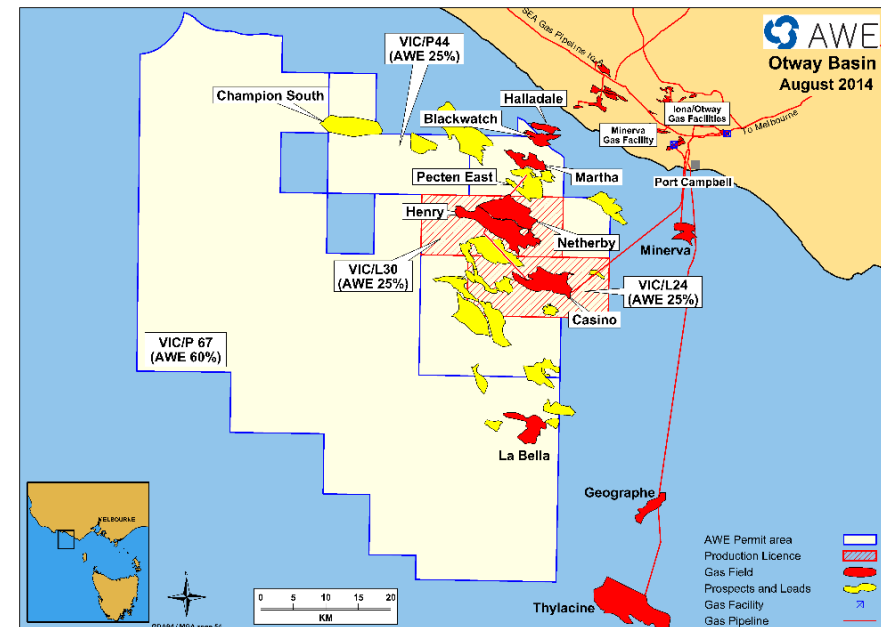 AWE
Otway Basin
August 2014
SEA Gas Pipeline to A
VIC/P44
(AWE 25%)
Champion South
Halladale
Blackwatch
Iona/Otway
Gas Facilities
Minerva
Gas Facility
To Melbourne
Port Campbell
Pecten East
Martha
Henry
Netherby
Minerva
VIC/L30
(AWE 25%)
VIC/L24
(AWE 25%)
Casino
VIC/P 67
(AWE 60%)
La Bella
Geographe
Thylacine
MELBOURNE
0 5 10 15 20
KM
AWE Permit area
Production Licence
Gas Field
Prospects and Leads
Gas Facility
Gas Pipeline